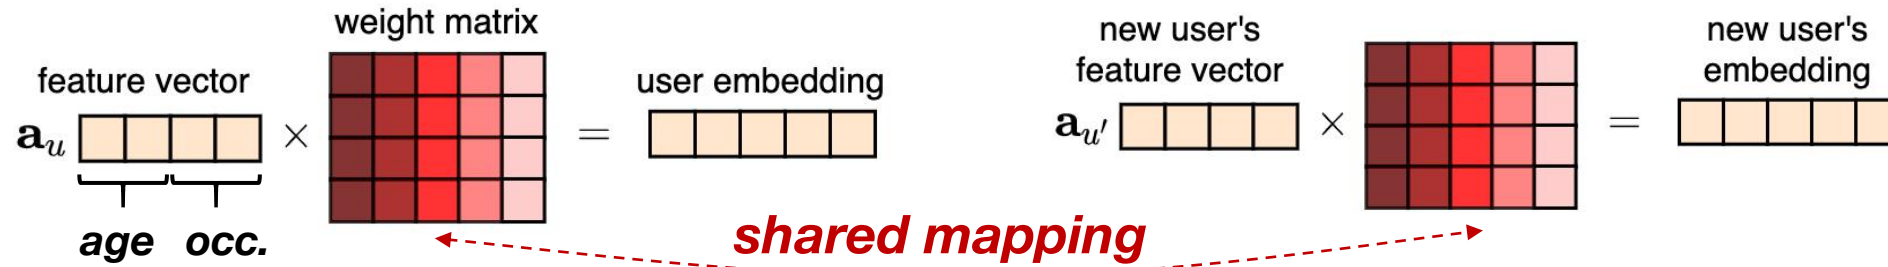 weight matrix
feature vector
a_u × = user embedding
age occ.
new user's
feature vector
a_u' × =
new user's
embedding
shared mapping